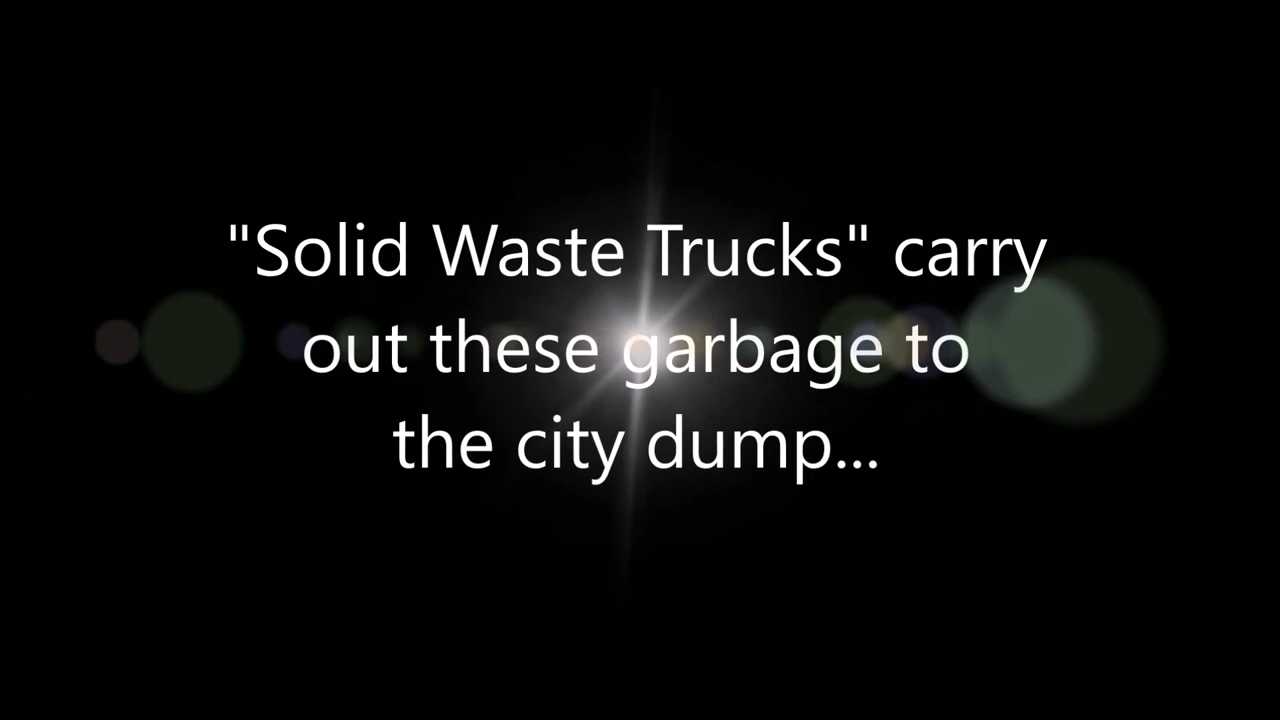 "Solid Waste Trucks" carry
out these garbage to
the city dump...